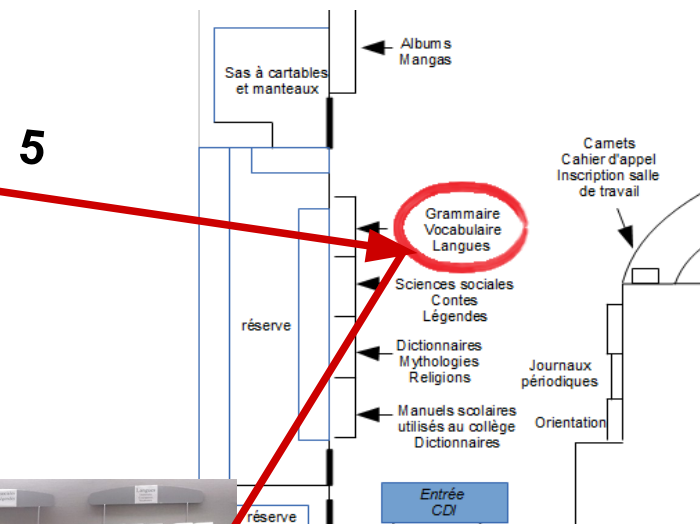 Albums
Mangas
Sas à cartables
et manteaux
5
Carnets
Cahier d'appel
Inscription salle
de travail
Grammaire
Vocabulaire
Langues
Sciences sociales
Contes
Légendes
réserve
Dictionnaires
Mythologies
Religions
Journaux
périodiques
Manuels scolaires
utilisés au collège
Dictionnaires
Orientation
Entrée
CDI
réserve
Langues